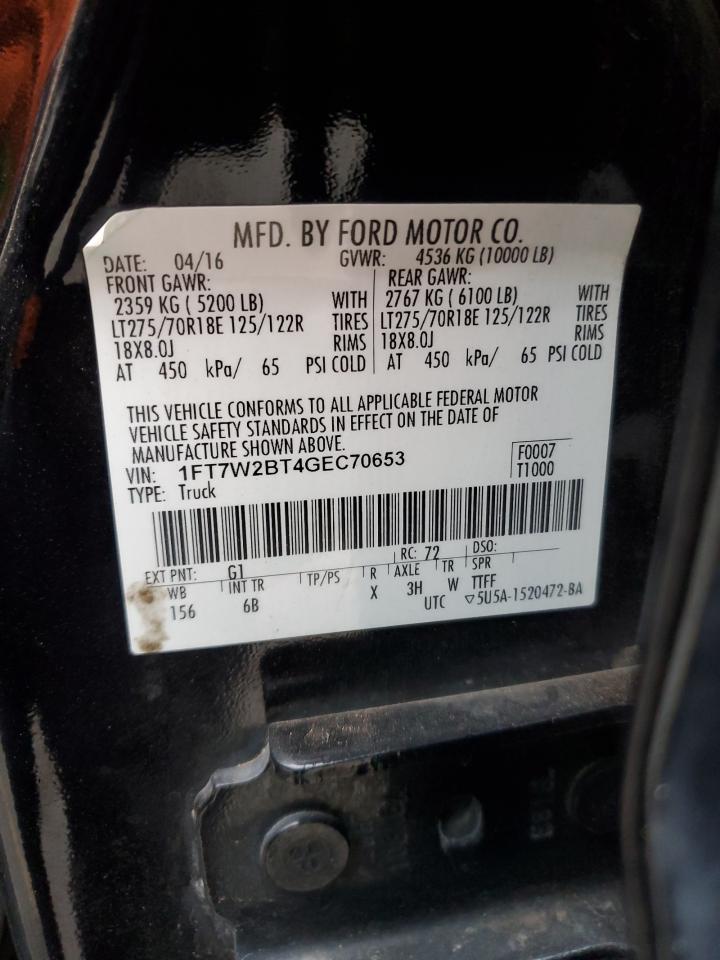 MFD. BY FORD MOTOR CO.
DATE: 04/16 GVWR: 4536 KG (10000 LB)
FRONT GAWR: REAR GAWR:
2359 KG ( 5200 LB) WITH 2767 KG ( 6100 LB) WITH
LT275/70R18E 125/122R TIRES LT275/70R18E 125/122R TIRES
18X8.0J RIMS 18X8.0J RIMS
AT 450 kPa/ 65 PSI COLD AT 450 kPa/ 65 PSI COLD
THIS VEHICLE CONFORMS TO ALL APPLICABLE FEDERAL MOTOR
VEHICLE SAFETY STANDARDS IN EFFECT ON THE DATE OF
MANUFACTURE SHOWN ABOVE.
VIN: 1FT7W2BT4GEC70653 F0007
TYPE: Truck T1000
EXT PNT: G1 RC: 72 DSO:
WB INT TR TP/PS R AXLE TR SPR
156 6B X 3H W TTFF
UTC ▽5U5A-1520472-BA